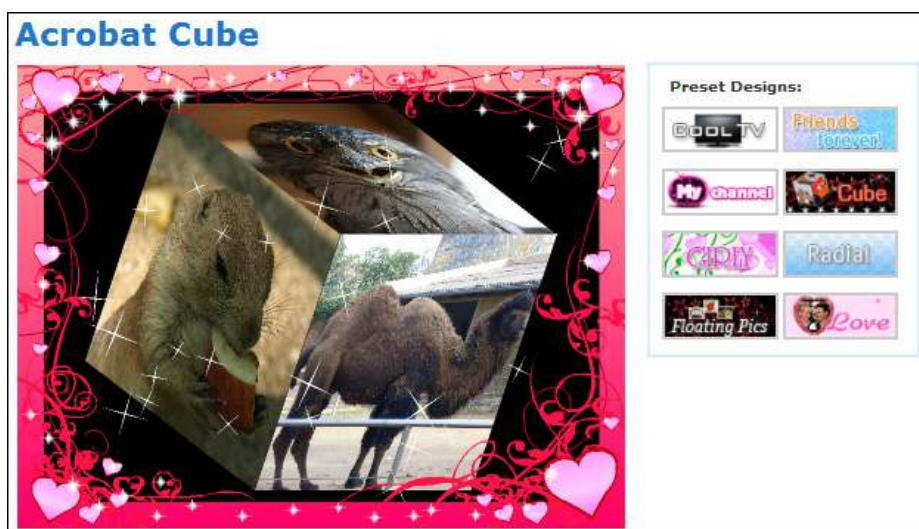 Acrobat Cube
Preset Designs:
COOL TV
Friends forever!
My channel
Cube
GIRLY
Radial
Floating Pics
Love